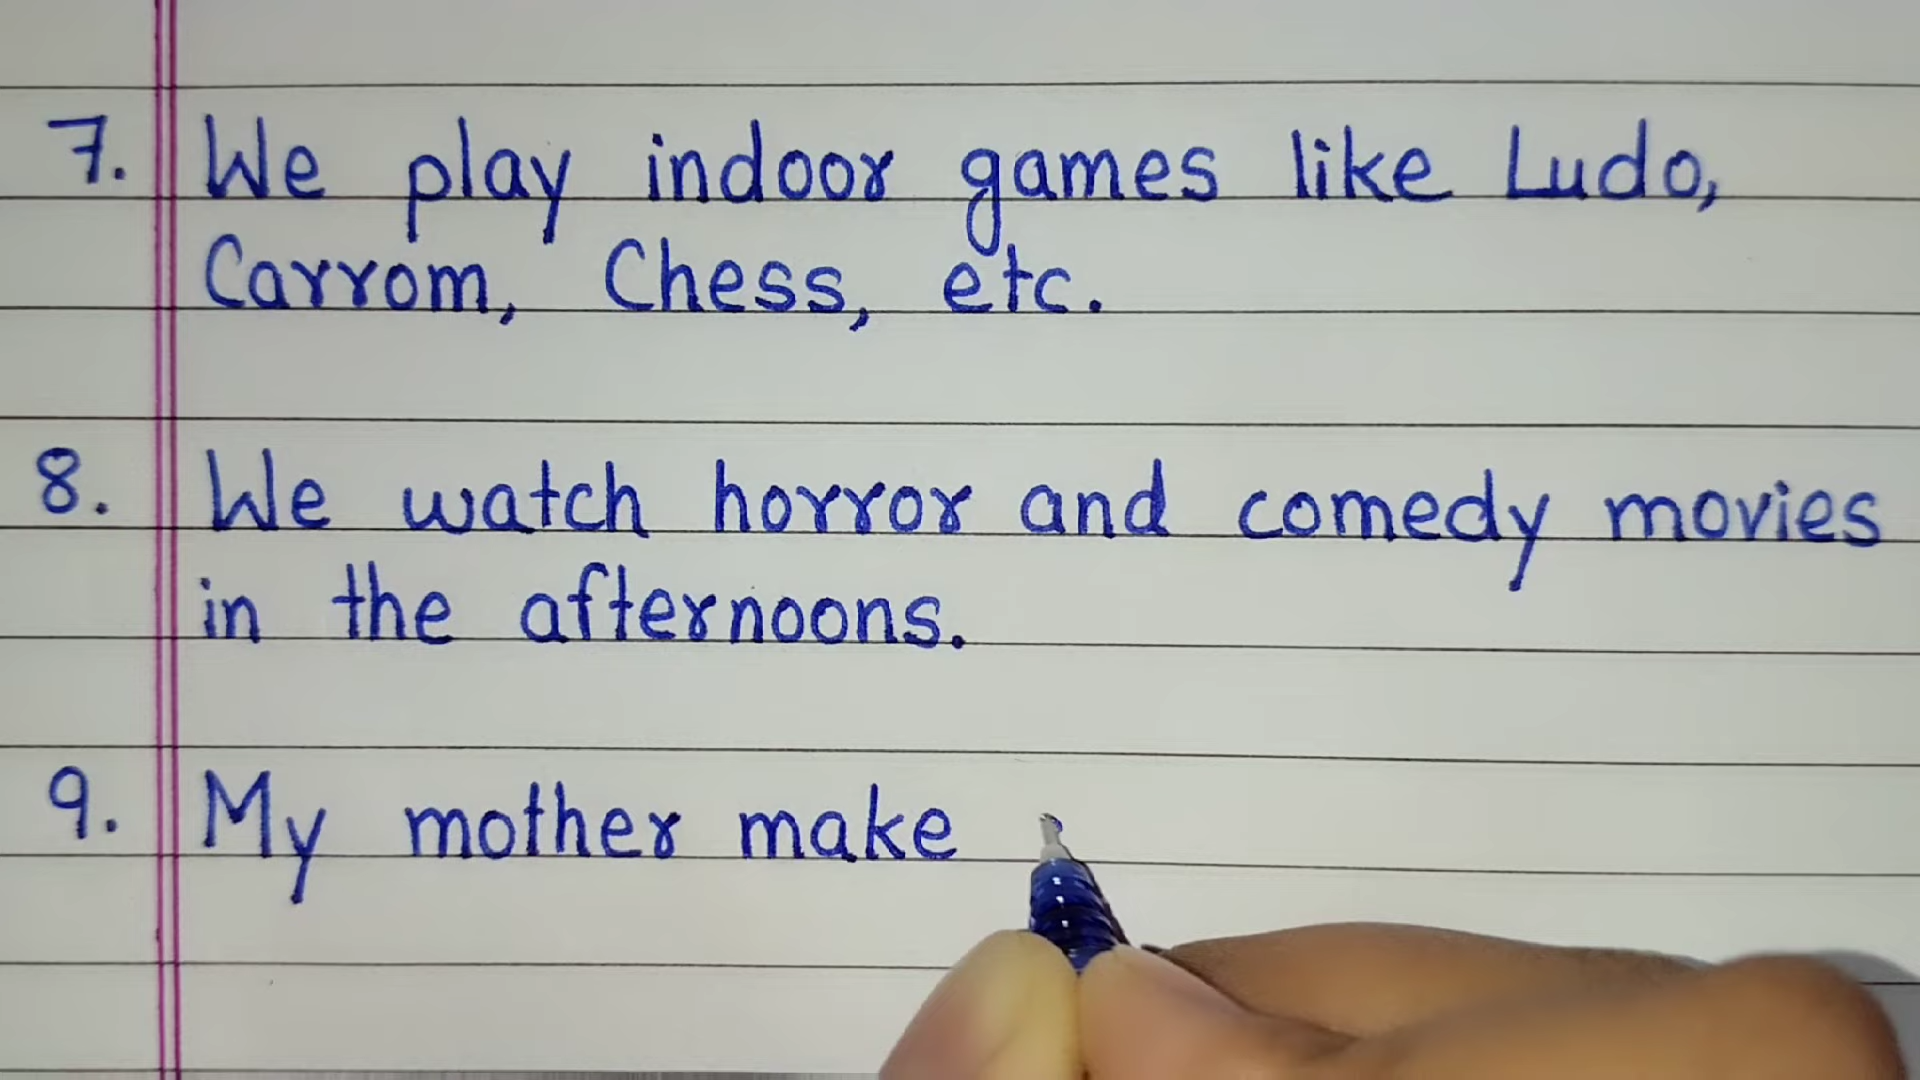 7. We play indoor games like Ludo,
Carrom, Chess, etc.
8. We watch horror and comedy movies
in the afternoons.
9. My mother make